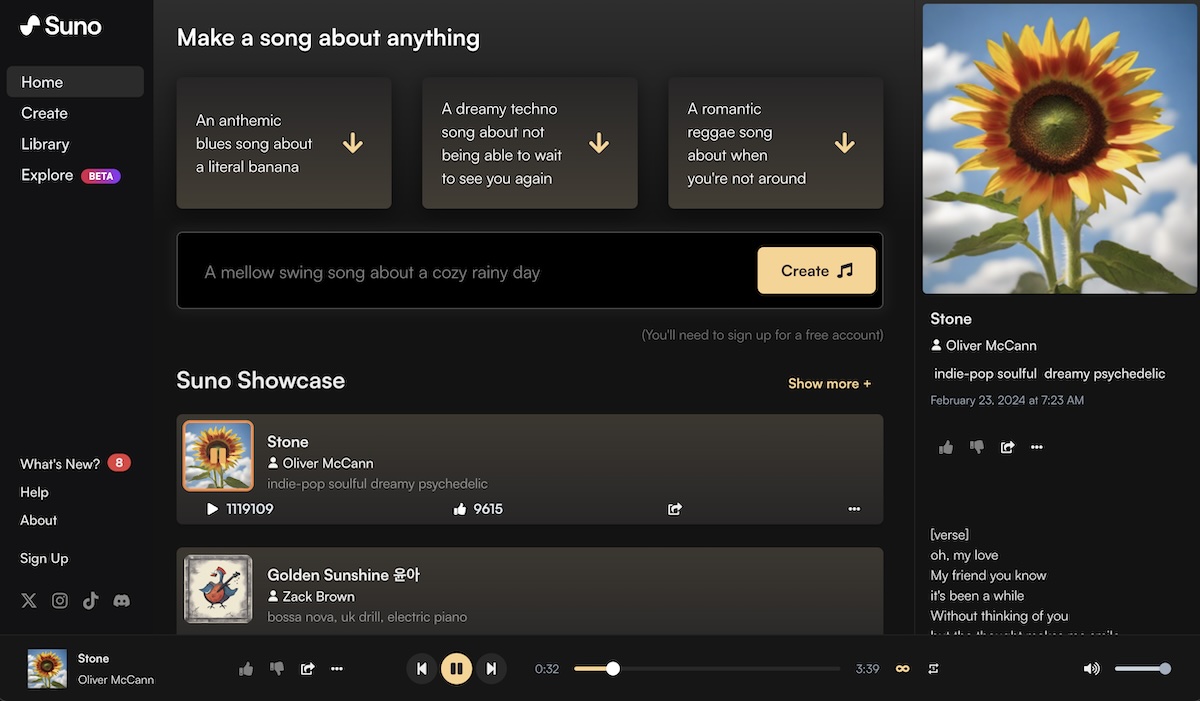 Suno
Home
Create
Library
Explore BETA
What's New? 8
Help
About
Sign Up
Make a song about anything
An anthemic
blues song about
a literal banana
A dreamy techno
song about not
being able to wait
to see you again
A romantic
reggae song
about when
you're not around
A mellow swing song about a cozy rainy day
Create
(You'll need to sign up for a free account)
Suno Showcase
Show more +
Stone
Oliver McCann
indie-pop soulful dreamy psychedelic
1119109
9615
Golden Sunshine 윤아
Zack Brown
bossa nova, uk drill, electric piano
Stone
Oliver McCann
indie-pop soulful dreamy psychedelic
February 23, 2024 at 7:23 AM
[verse]
oh, my love
My friend you know
it's been a while
Without thinking of you
but the thought makes me smile
Stone
Oliver McCann
0:32
3:39